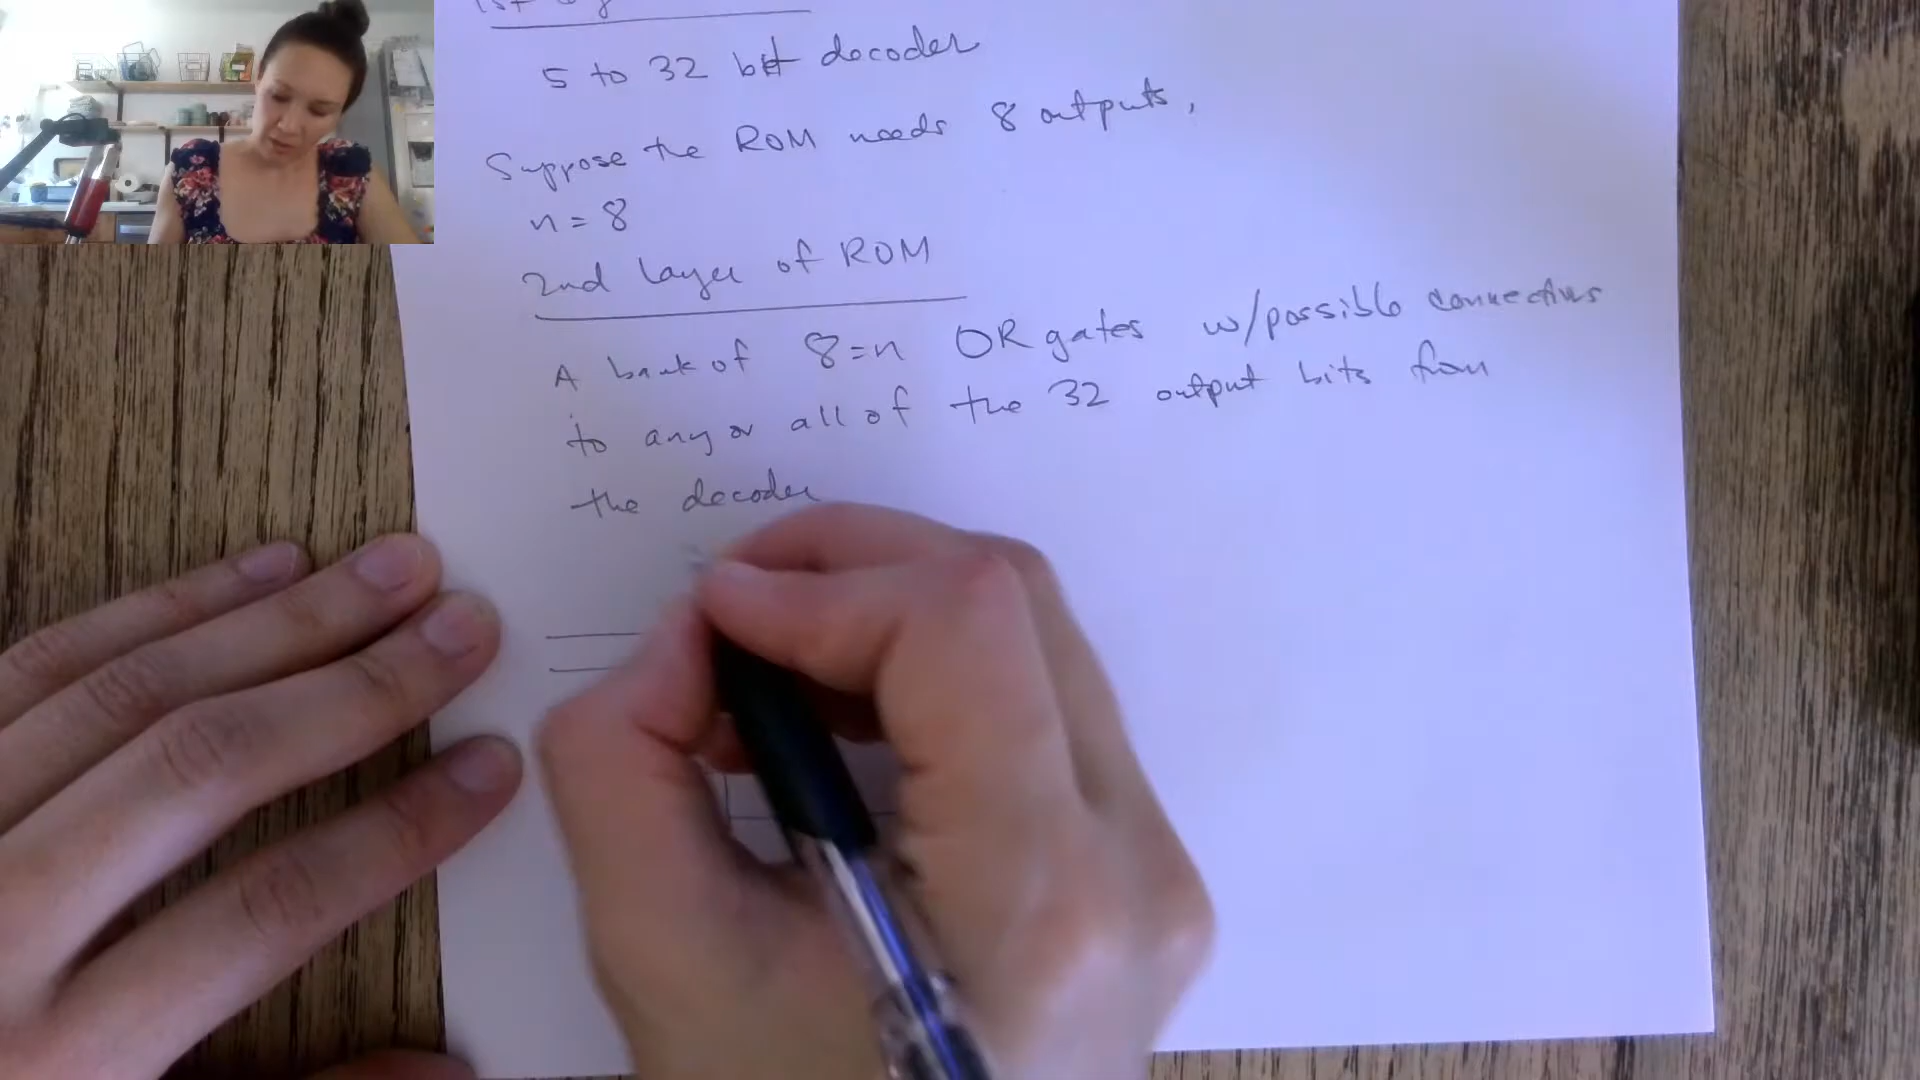 1st
5 to 32 bit decoder
Suppose the ROM needs 8 outputs,
n = 8
2nd layer of ROM
A bank of 8=n OR gates w/possible connections
to any or all of the 32 output bits from
the decoder